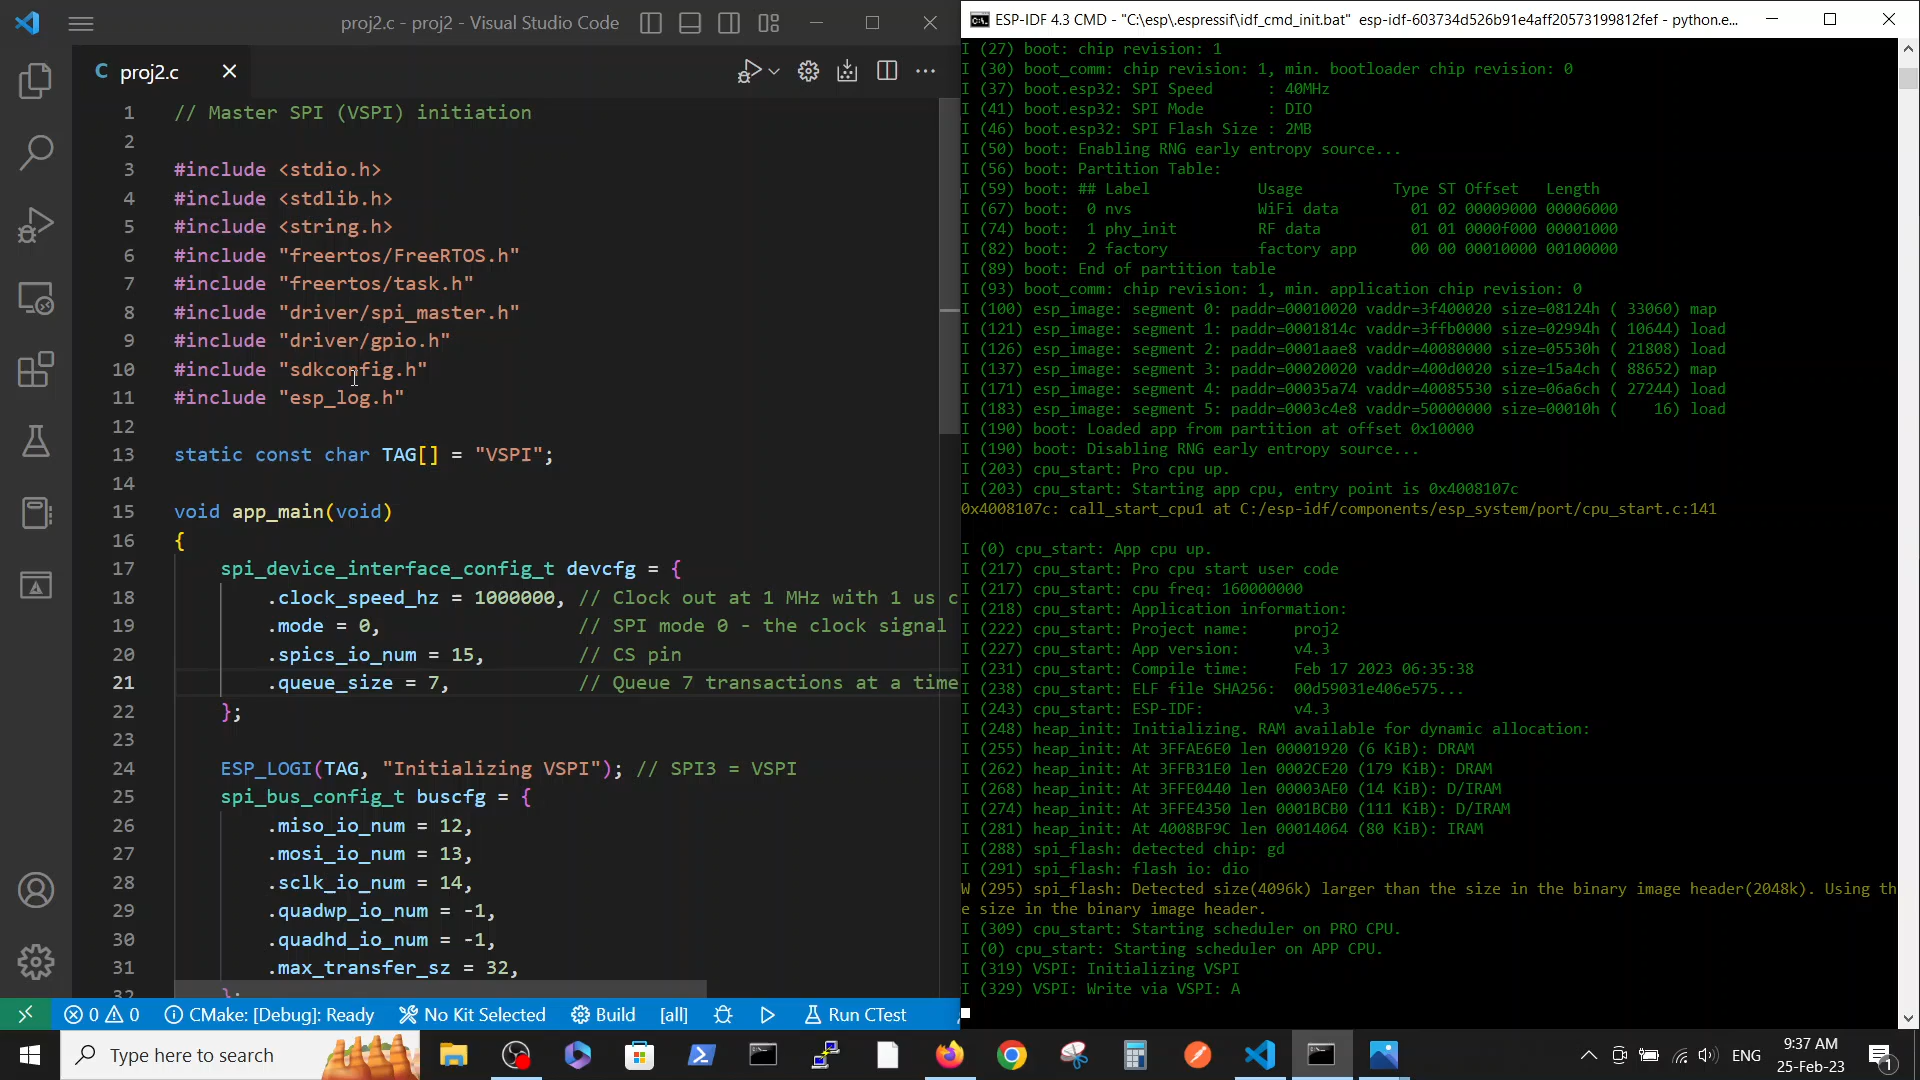 proj2.c - proj2 - Visual Studio Code
C proj2.c
1 // Master SPI (VSPI) initiation
2
3 #include <stdio.h>
4 #include <stdlib.h>
5 #include <string.h>
6 #include "freertos/FreeRTOS.h"
7 #include "freertos/task.h"
8 #include "driver/spi_master.h"
9 #include "driver/gpio.h"
10 #include "sdkconfig.h"
11 #include "esp_log.h"
12
13 static const char TAG[] = "VSPI";
14
15 void app_main(void)
16 {
17 spi_device_interface_config_t devcfg = {
18 .clock_speed_hz = 1000000, // Clock out at 1 MHz with 1 us c
19 .mode = 0, // SPI mode 0 - the clock signal
20 .spics_io_num = 15, // CS pin
21 .queue_size = 7, // Queue 7 transactions at a time
22 };
23
24 ESP_LOGI(TAG, "Initializing VSPI"); // SPI3 = VSPI
25 spi_bus_config_t buscfg = {
26 .miso_io_num = 12,
27 .mosi_io_num = 13,
28 .sclk_io_num = 14,
29 .quadwp_io_num = -1,
30 .quadhd_io_num = -1,
31 .max_transfer_sz = 32,
32 };
0 0 CMake: [Debug]: Ready No Kit Selected Build [all] Run CTest
ESP-IDF 4.3 CMD - "C:\esp\.espressif\idf_cmd_init.bat" esp-idf-603734d526b91e4aff20573199812fef - python.e...
I (27) boot: chip revision: 1
I (30) boot_comm: chip revision: 1, min. bootloader chip revision: 0
I (37) boot.esp32: SPI Speed : 40MHz
I (41) boot.esp32: SPI Mode : DIO
I (46) boot.esp32: SPI Flash Size : 2MB
I (50) boot: Enabling RNG early entropy source...
I (56) boot: Partition Table:
I (59) boot: ## Label Usage Type ST Offset Length
I (67) boot: 0 nvs WiFi data 01 02 00009000 00006000
I (74) boot: 1 phy_init RF data 01 01 0000f000 00001000
I (82) boot: 2 factory factory app 00 00 00010000 00100000
I (89) boot: End of partition table
I (93) boot_comm: chip revision: 1, min. application chip revision: 0
I (100) esp_image: segment 0: paddr=00010020 vaddr=3f400020 size=08124h ( 33060) map
I (121) esp_image: segment 1: paddr=0001814c vaddr=3ffb0000 size=02994h ( 10644) load
I (126) esp_image: segment 2: paddr=0001aae8 vaddr=40080000 size=05530h ( 21808) load
I (137) esp_image: segment 3: paddr=00020020 vaddr=400d0020 size=15a4ch ( 88652) map
I (171) esp_image: segment 4: paddr=00035a74 vaddr=40085530 size=06a6ch ( 27244) load
I (183) esp_image: segment 5: paddr=0003c4e8 vaddr=50000000 size=00010h ( 16) load
I (190) boot: Loaded app from partition at offset 0x10000
I (190) boot: Disabling RNG early entropy source...
I (203) cpu_start: Pro cpu up.
I (203) cpu_start: Starting app cpu, entry point is 0x4008107c
0x4008107c: call_start_cpu1 at C:/esp-idf/components/esp_system/port/cpu_start.c:141
I (0) cpu_start: App cpu up.
I (217) cpu_start: Pro cpu start user code
I (217) cpu_start: cpu freq: 160000000
I (218) cpu_start: Application information:
I (222) cpu_start: Project name: proj2
I (227) cpu_start: App version: v4.3
I (231) cpu_start: Compile time: Feb 17 2023 06:35:38
I (238) cpu_start: ELF file SHA256: 00d59031e406e575...
I (243) cpu_start: ESP-IDF: v4.3
I (248) heap_init: Initializing. RAM available for dynamic allocation:
I (255) heap_init: At 3FFAE6E0 len 00001920 (6 KiB): DRAM
I (262) heap_init: At 3FFB31E0 len 0002CE20 (179 KiB): DRAM
I (268) heap_init: At 3FFE0440 len 00003AE0 (14 KiB): D/IRAM
I (274) heap_init: At 3FFE4350 len 0001BCB0 (111 KiB): D/IRAM
I (281) heap_init: At 4008BF9C len 00014064 (80 KiB): IRAM
I (288) spi_flash: detected chip: gd
I (291) spi_flash: flash io: dio
W (295) spi_flash: Detected size(4096k) larger than the size in the binary image header(2048k). Using th
e size in the binary image header.
I (309) cpu_start: Starting scheduler on PRO CPU.
I (0) cpu_start: Starting scheduler on APP CPU.
I (319) VSPI: Initializing VSPI
I (329) VSPI: Write via VSPI: A
Type here to search
ENG
9:37 AM
25-Feb-23
1